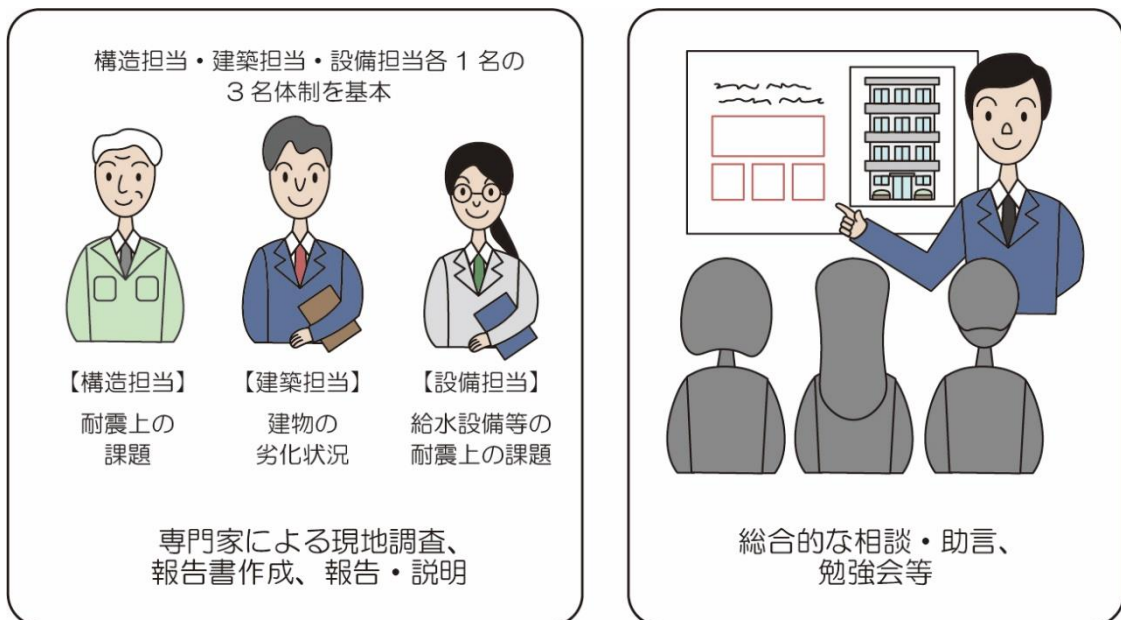 構造担当・建築担当・設備担当各１名の
３名体制を基本
【構造担当】
耐震上の
課題
【建築担当】
建物の
劣化状況
【設備担当】
給水設備等の
耐震上の課題
専門家による現地調査、
報告書作成、報告・説明
総合的な相談・助言、
勉強会等